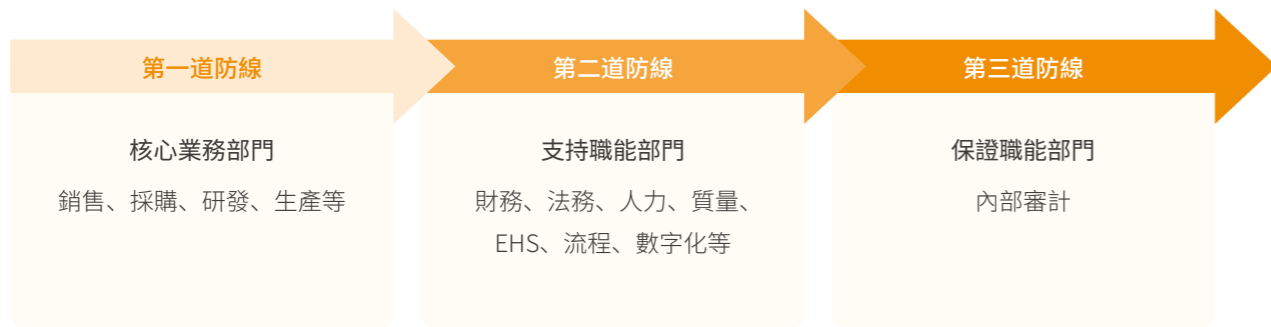 第一道防線
第二道防線
第三道防線
核心業務部門
銷售、採購、研發、生產等
支持職能部門
財務、法務、人力、質量、
EHS、流程、數字化等
保證職能部門
內部審計